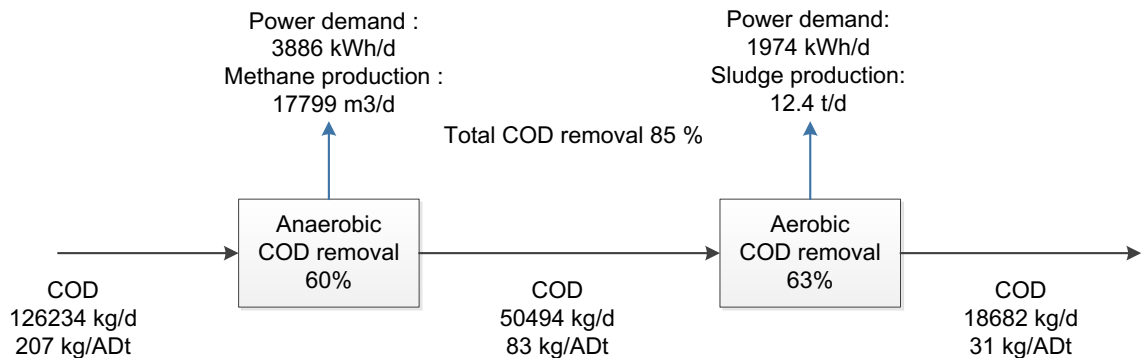 Power demand :
3886 kWh/d
Methane production :
17799 m3/d
Power demand:
1974 kWh/d
Sludge production:
12.4 t/d
Total COD removal 85 %
Anaerobic
COD removal
60%
Aerobic
COD removal
63%
COD
126234 kg/d
207 kg/ADt
COD
50494 kg/d
83 kg/ADt
COD
18682 kg/d
31 kg/ADt